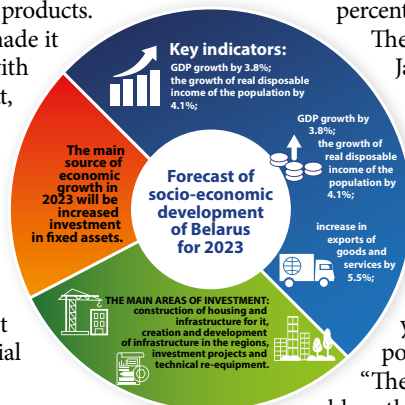 products.
made it
with
percent
The
Key indicators:
GDP growth by 3.8%;
the growth of real disposable
income of the population by
4.1%;
GDP growth by
3.8%;
the growth of
real disposable
income of the
population by
4.1%;
increase in
exports of
goods and
services by
5.5%;
The main
source of
economic
growth in
2023 will be
increased
investment
in fixed assets.
Forecast of
socio-economic
development
of Belarus
for 2023
THE MAIN AREAS OF INVESTMENT:
construction of housing and
infrastructure for it,
creation and development
of infrastructure in the regions,
investment projects and
technical re-equipment.
“The